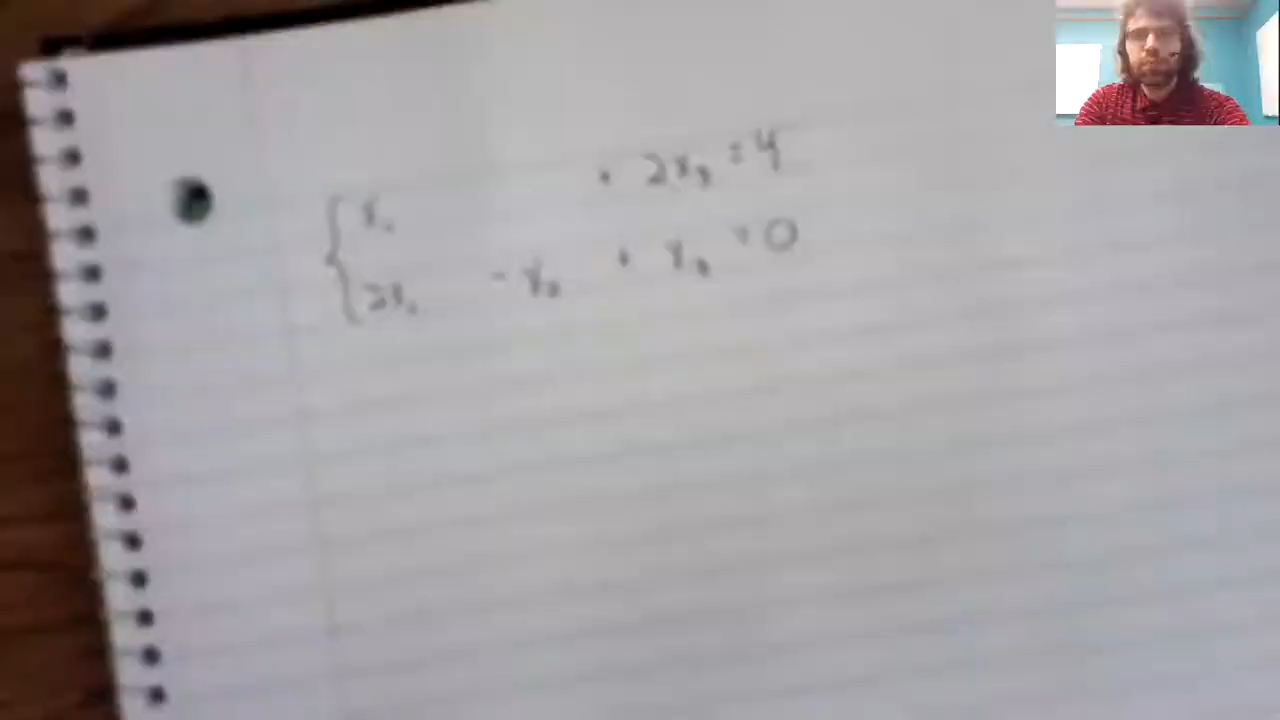 x₁ + 2x₃ = 4
2x₁ - x₂ + x₃ = 0